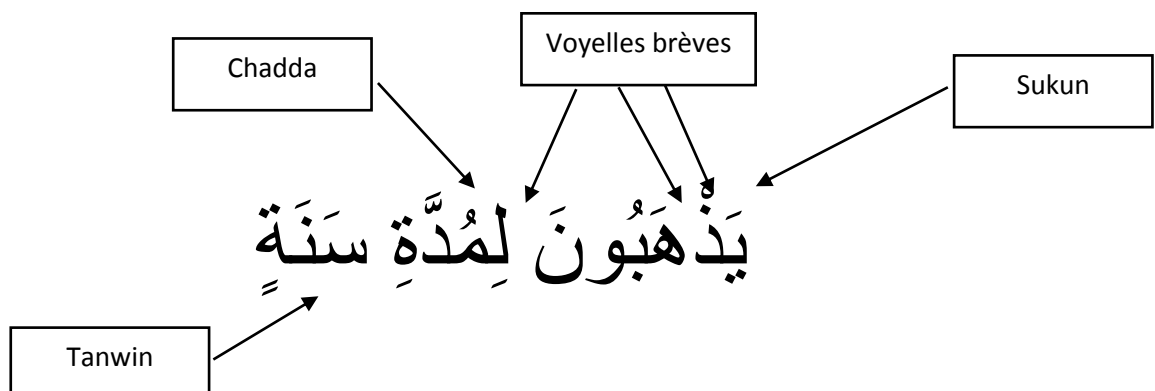 Voyelles brèves
Chadda
Sukun
يَذْهَبُونَ لِمُدَّةِ سَنَةٍ
Tanwin